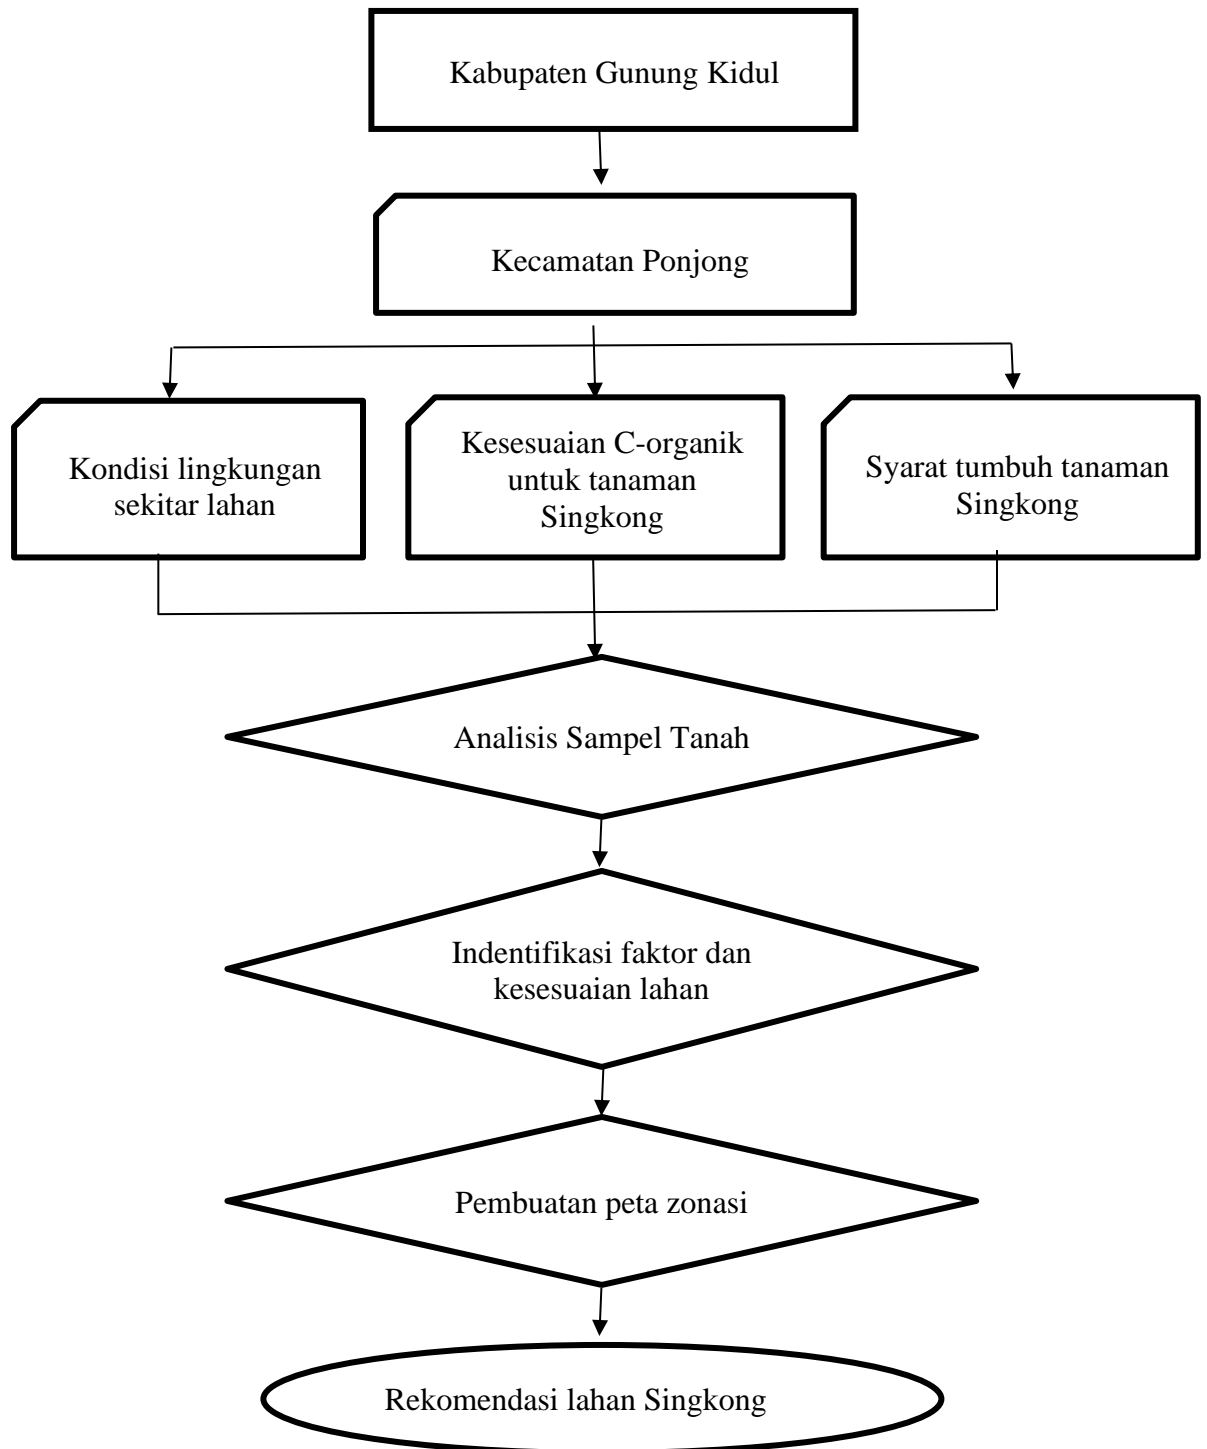 Kabupaten Gunung Kidul
Kecamatan Ponjong
Kondisi lingkungan
sekitar lahan
Kesesuaian C-organik
untuk tanaman
Singkong
Syarat tumbuh tanaman
Singkong
Analisis Sampel Tanah
Indentifikasi faktor dan
kesesuaian lahan
Pembuatan peta zonasi
Rekomendasi lahan Singkong